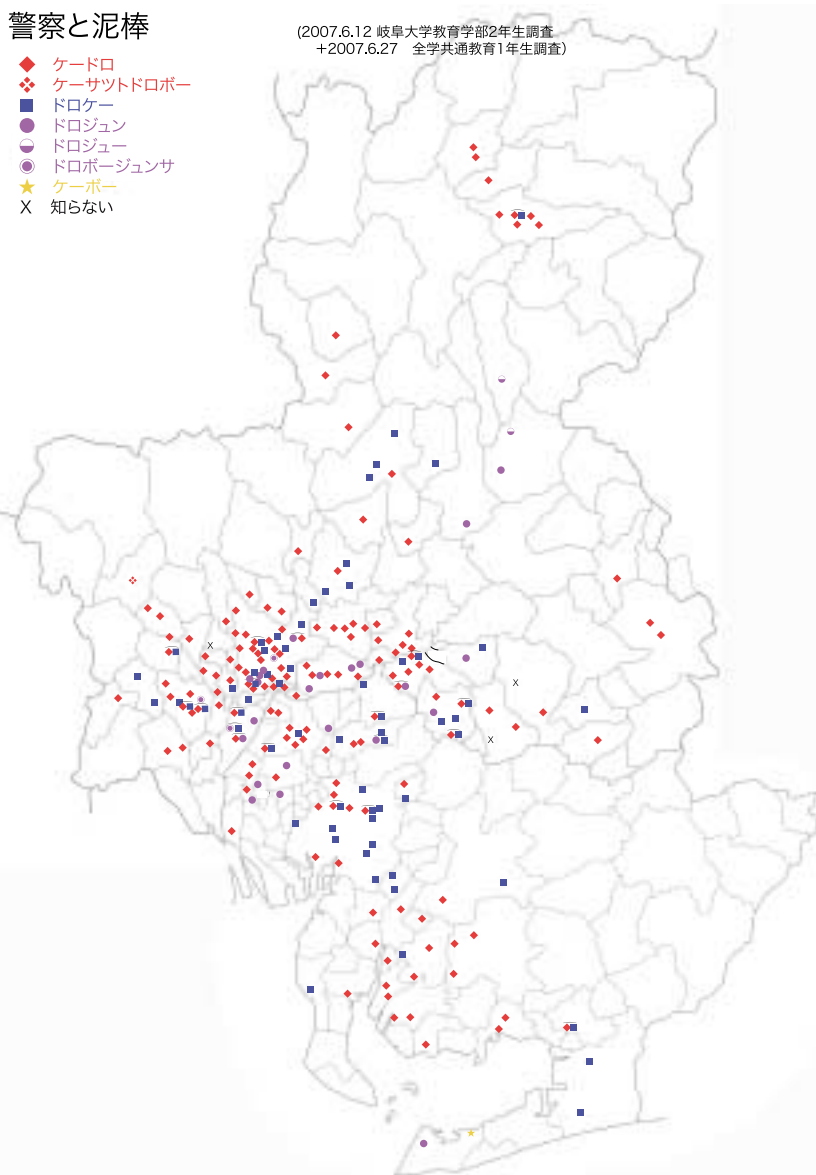 警察と泥棒
(2007.6.12 岐阜大学教育学部2年生調査
+2007.6.27　全学共通教育1年生調査)
ケードロ
ケーサツトドロボー
ドロケー
ドロジュン
ドロジュー
ドロボージュンサ
ケーボー
X 知らない
X
X
X